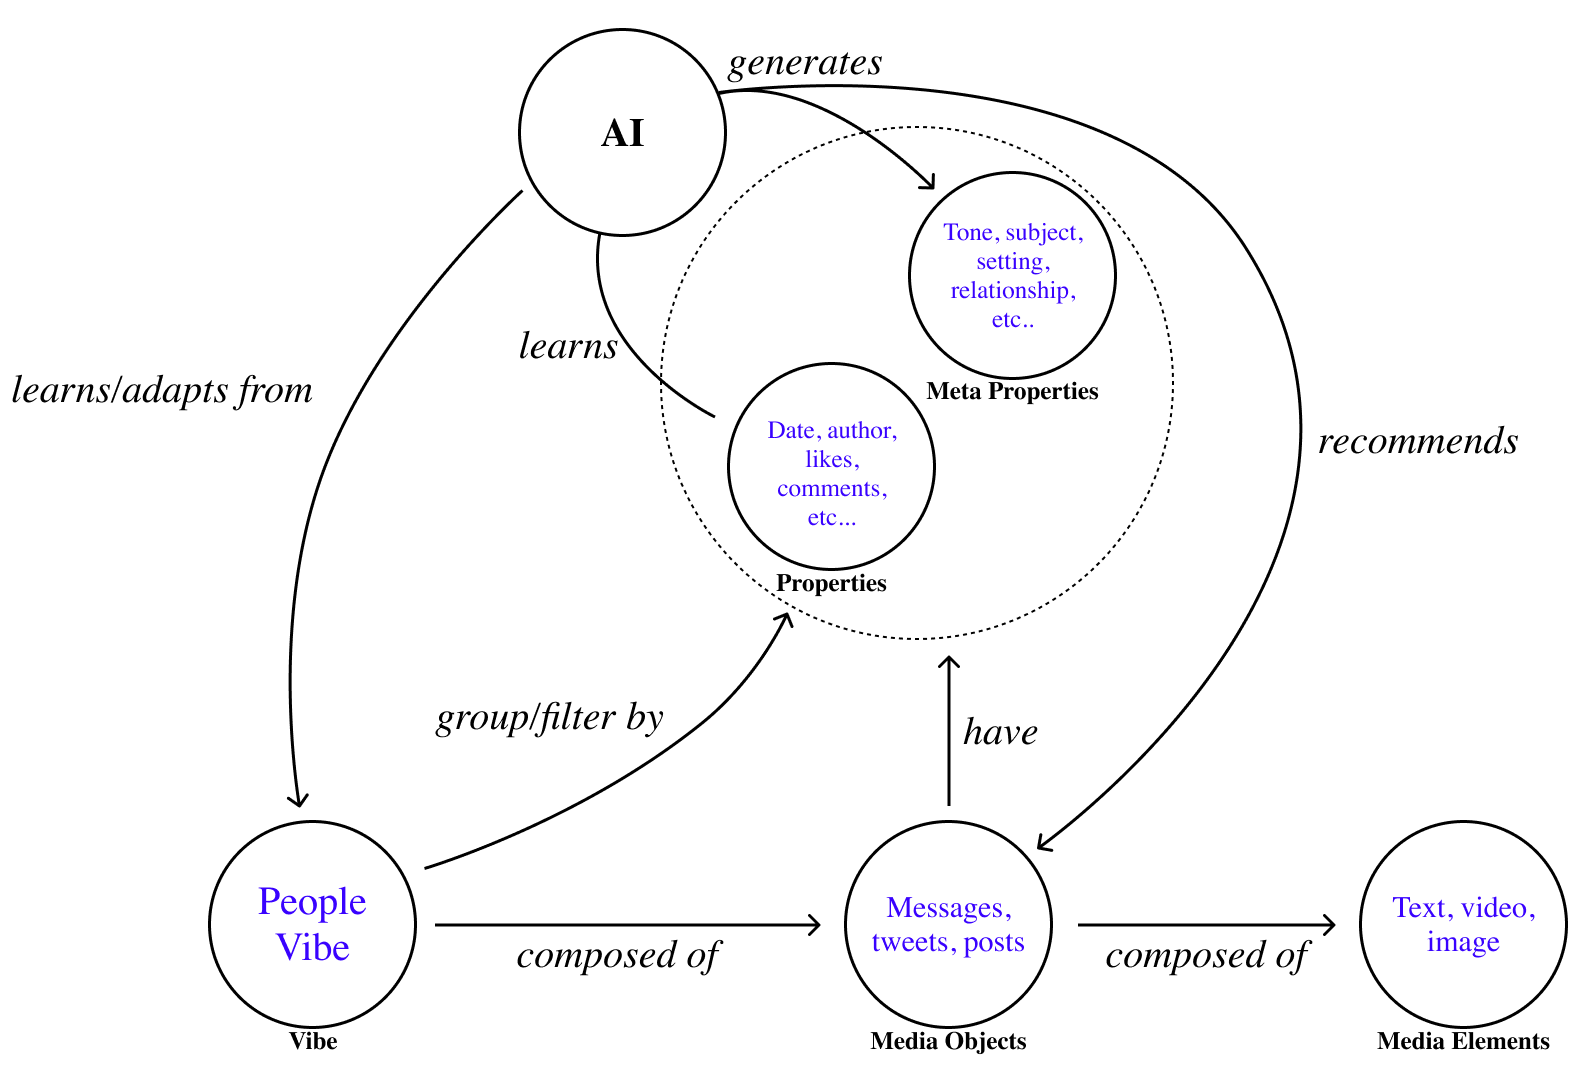 generates
AI
Tone, subject,
setting,
relationship,
etc..
Meta Properties
learns
learns/adapts from
Date, author,
likes,
comments,
etc...
Properties
recommends
group/filter by
have
People
Vibe
Vibe
composed of
Messages,
tweets, posts
Media Objects
composed of
Text, video,
image
Media Elements